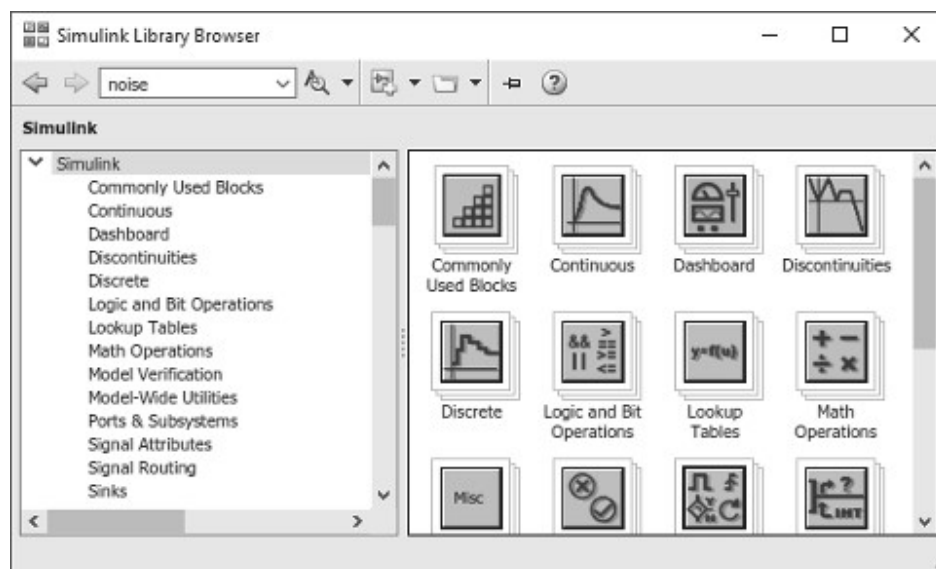 Simulink Library Browser
noise
Simulink
Simulink
Commonly Used Blocks
Continuous
Dashboard
Discontinuities
Discrete
Logic and Bit Operations
Lookup Tables
Math Operations
Model Verification
Model-Wide Utilities
Ports & Subsystems
Signal Attributes
Signal Routing
Sinks
Commonly
Used Blocks
Continuous
Dashboard
Discontinuities
&& > == >= <=
||
y=f(u)
+ −
÷ ×
Discrete
Logic and Bit
Operations
Lookup
Tables
Math
Operations
Misc
?
INT